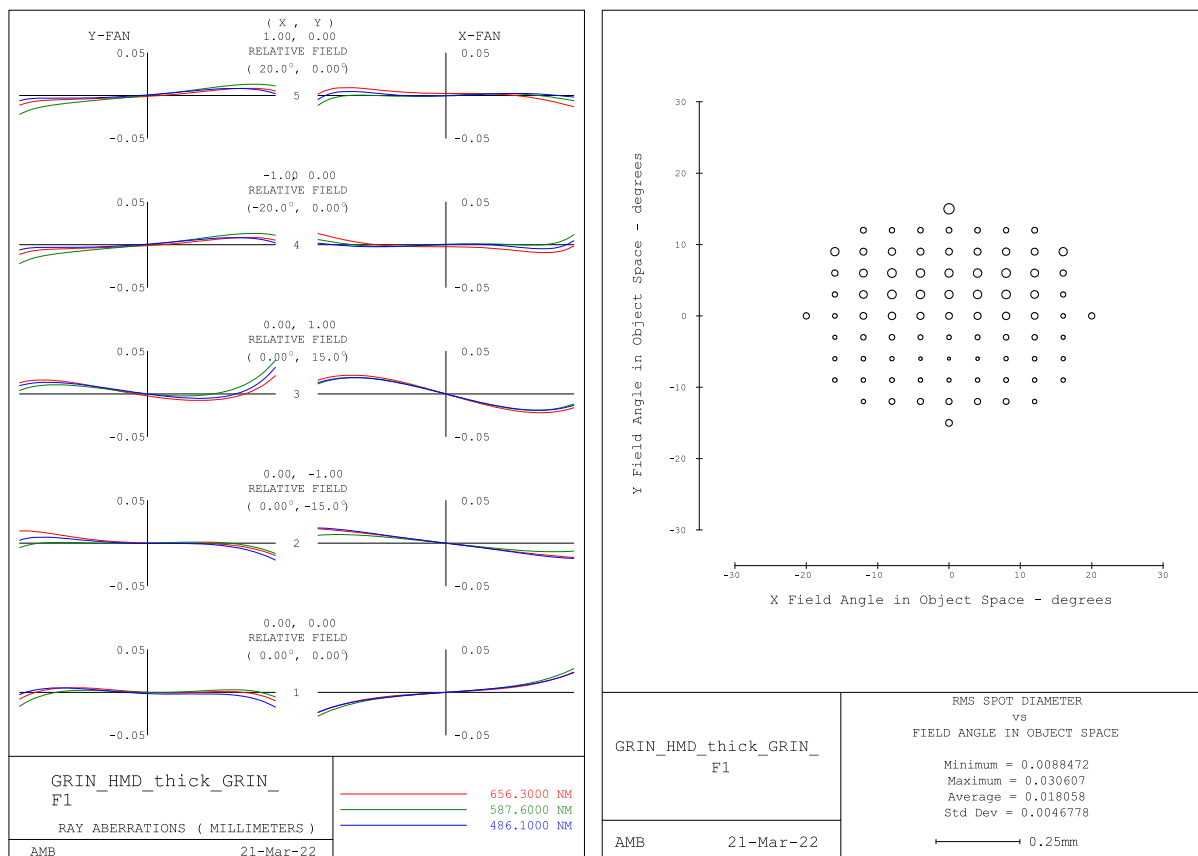 ( X , Y )
Y-FAN 1.00, 0.00 X-FAN
0.05 RELATIVE FIELD 0.05
( 20.0°, 0.00°)
5
-0.05 -0.05
-1.00 0.00
0.05 RELATIVE FIELD 0.05
(-20.0°, 0.00°)
4
-0.05 -0.05
0.00, 1.00
0.05 RELATIVE FIELD 0.05
( 0.00°, 15.0°)
3
-0.05 -0.05
0.00, -1.00
0.05 RELATIVE FIELD 0.05
( 0.00°,-15.0°)
2
-0.05 -0.05
0.00, 0.00
0.05 RELATIVE FIELD 0.05
( 0.00°, 0.00°)
1
-0.05 -0.05
GRIN_HMD_thick_GRIN_
F1
RAY ABERRATIONS ( MILLIMETERS )
AMB 21-Mar-22
656.3000 NM
587.6000 NM
486.1000 NM
Y Field Angle in Object Space - degrees
30
20
10
0
-10
-20
-30
-30 -20 -10 0 10 20 30
X Field Angle in Object Space - degrees
GRIN_HMD_thick_GRIN_
F1
AMB 21-Mar-22
RMS SPOT DIAMETER
vs
FIELD ANGLE IN OBJECT SPACE
Minimum = 0.0088472
Maximum = 0.030607
Average = 0.018058
Std Dev = 0.0046778
0.25mm